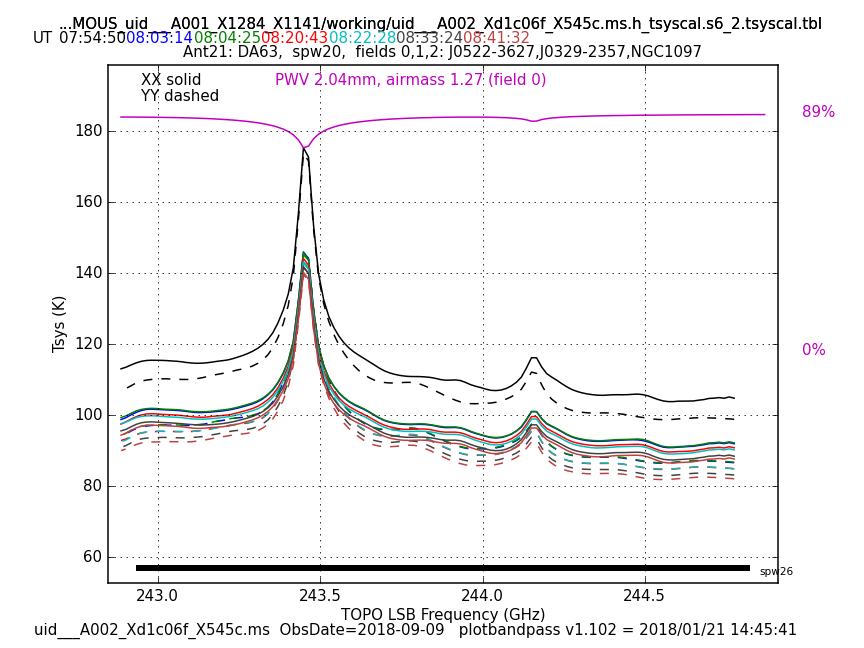 ...MOUS_uid___A001_X1284_X1141/working/uid___A002_Xd1c06f_X545c.ms.h_tsyscal.s6_2.tsyscal.tbl
UT 07:54:50 08:03:14 08:04:25 08:20:43 08:22:28 08:33:24 08:41:32
Ant21: DA63, spw20, fields 0,1,2: J0522-3627,J0329-2357,NGC1097
XX solid
PWV 2.04mm, airmass 1.27 (field 0)
YY dashed
89%
180
160
140
120
100
80
60
Tsys (K)
0%
spw26
243.0 243.5 244.0 244.5
TOPO LSB Frequency (GHz)
uid___A002_Xd1c06f_X545c.ms ObsDate=2018-09-09 plotbandpass v1.102 = 2018/01/21 14:45:41